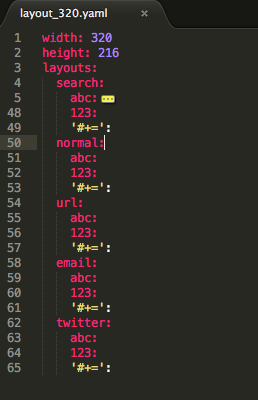 layout_320.yaml ×
1 width: 320
2 height: 216
3 layouts:
4 search:
5 abc:
48 123:
49 '#+=':
50 normal:
51 abc:
52 123:
53 '#+=':
54 url:
55 abc:
56 123:
57 '#+=':
58 email:
59 abc:
60 123:
61 '#+=':
62 twitter:
63 abc:
64 123:
65 '#+=':